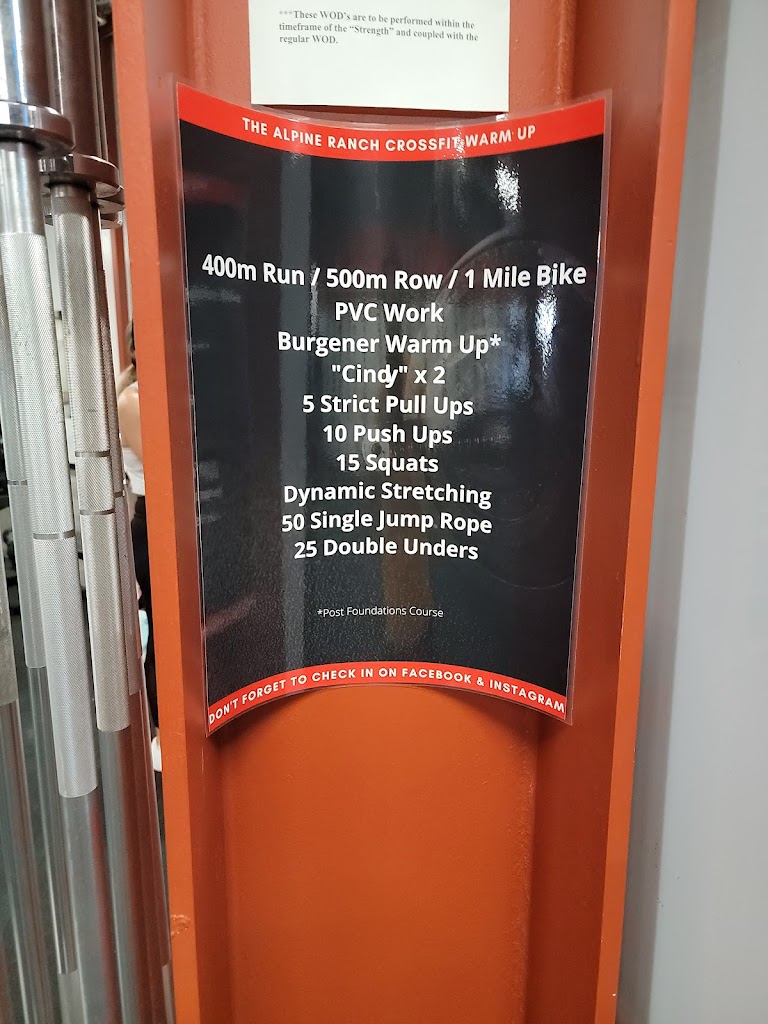 ***These WOD's are to be performed within the
timeframe of the "Strength" and coupled with the
regular WOD.
THE ALPINE RANCH CROSSFIT WARM UP
400m Run / 500m Row / 1 Mile Bike
PVC Work
Burgener Warm Up*
"Cindy" x 2
5 Strict Pull Ups
10 Push Ups
15 Squats
Dynamic Stretching
50 Single Jump Rope
25 Double Unders
*Post Foundations Course
DON'T FORGET TO CHECK IN ON FACEBOOK & INSTAGRAM